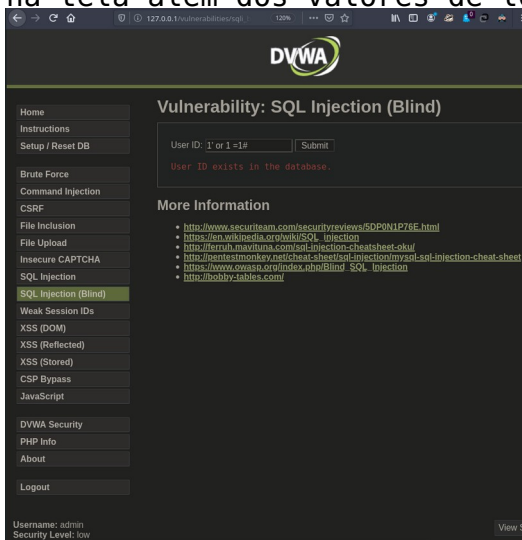 na tela além dos valores de
127.0.0.1/vulnerabilities/sqli_
120%
DVWA
Home
Instructions
Setup / Reset DB
Brute Force
Command Injection
CSRF
File Inclusion
File Upload
Insecure CAPTCHA
SQL Injection
SQL Injection (Blind)
Weak Session IDs
XSS (DOM)
XSS (Reflected)
XSS (Stored)
CSP Bypass
JavaScript
DVWA Security
PHP Info
About
Logout
Vulnerability: SQL Injection (Blind)
User ID: 1' or 1 =1# Submit
User ID exists in the database.
More Information
http://www.securiteam.com/securityreviews/5DP0N1P76E.html
https://en.wikipedia.org/wiki/SQL_injection
http://ferruh.mavituna.com/sql-injection-cheatsheet-oku/
http://pentestmonkey.net/cheat-sheet/sql-injection/mysql-sql-injection-cheat-sheet
https://www.owasp.org/index.php/Blind_SQL_Injection
http://bobby-tables.com/
Username: admin
Security Level: low
View